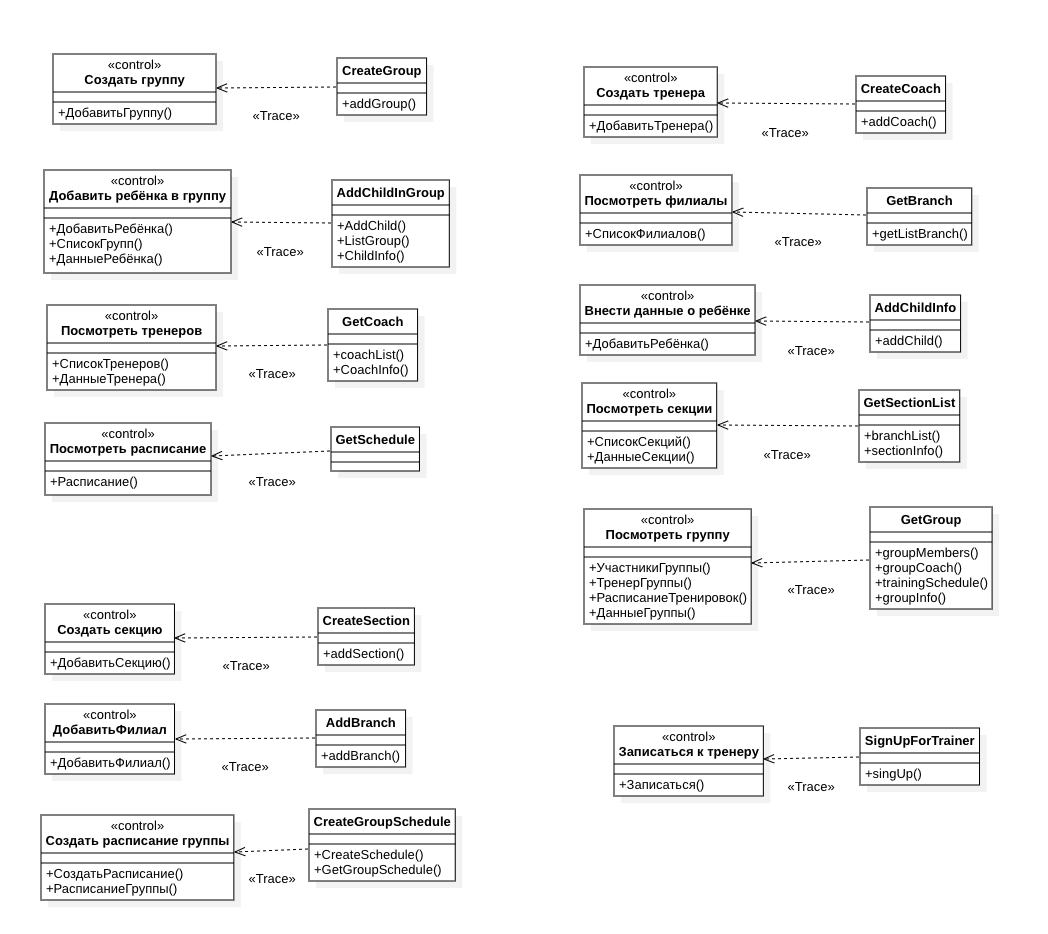 «control»
Создать группу
+ДобавитьГруппу()
«Trace»
CreateGroup
+addGroup()
«control»
Добавить ребёнка в группу
+ДобавитьРебёнка()
+СписокГрупп()
+ДанныеРебёнка()
«Trace»
AddChildInGroup
+AddChild()
+ListGroup()
+ChildInfo()
«control»
Посмотреть тренеров
+СписокТренеров()
+ДанныеТренера()
«Trace»
GetCoach
+coachList()
+CoachInfo()
«control»
Посмотреть расписание
+Расписание()
«Trace»
GetSchedule
«control»
Создать секцию
+ДобавитьСекцию()
«Trace»
CreateSection
+addSection()
«control»
ДобавитьФилиал
+ДобавитьФилиал()
«Trace»
AddBranch
+addBranch()
«control»
Создать расписание группы
+СоздатьРасписание()
+РасписаниеГруппы()
«Trace»
CreateGroupSchedule
+CreateSchedule()
+GetGroupSchedule()
«control»
Создать тренера
+ДобавитьТренера()
«Trace»
CreateCoach
+addCoach()
«control»
Посмотреть филиалы
+СписокФилиалов()
«Trace»
GetBranch
+getListBranch()
«control»
Внести данные о ребёнке
+ДобавитьРебёнка()
«Trace»
AddChildInfo
+addChild()
«control»
Посмотреть секции
+СписокСекций()
+ДанныеСекции()
«Trace»
GetSectionList
+branchList()
+sectionInfo()
«control»
Посмотреть группу
+УчастникиГруппы()
+ТренерГруппы()
+РасписаниеТренировок()
+ДанныеГруппы()
«Trace»
GetGroup
+groupMembers()
+groupCoach()
+trainingSchedule()
+groupInfo()
«control»
Записаться к тренеру
+Записаться()
«Trace»
SignUpForTrainer
+singUp()